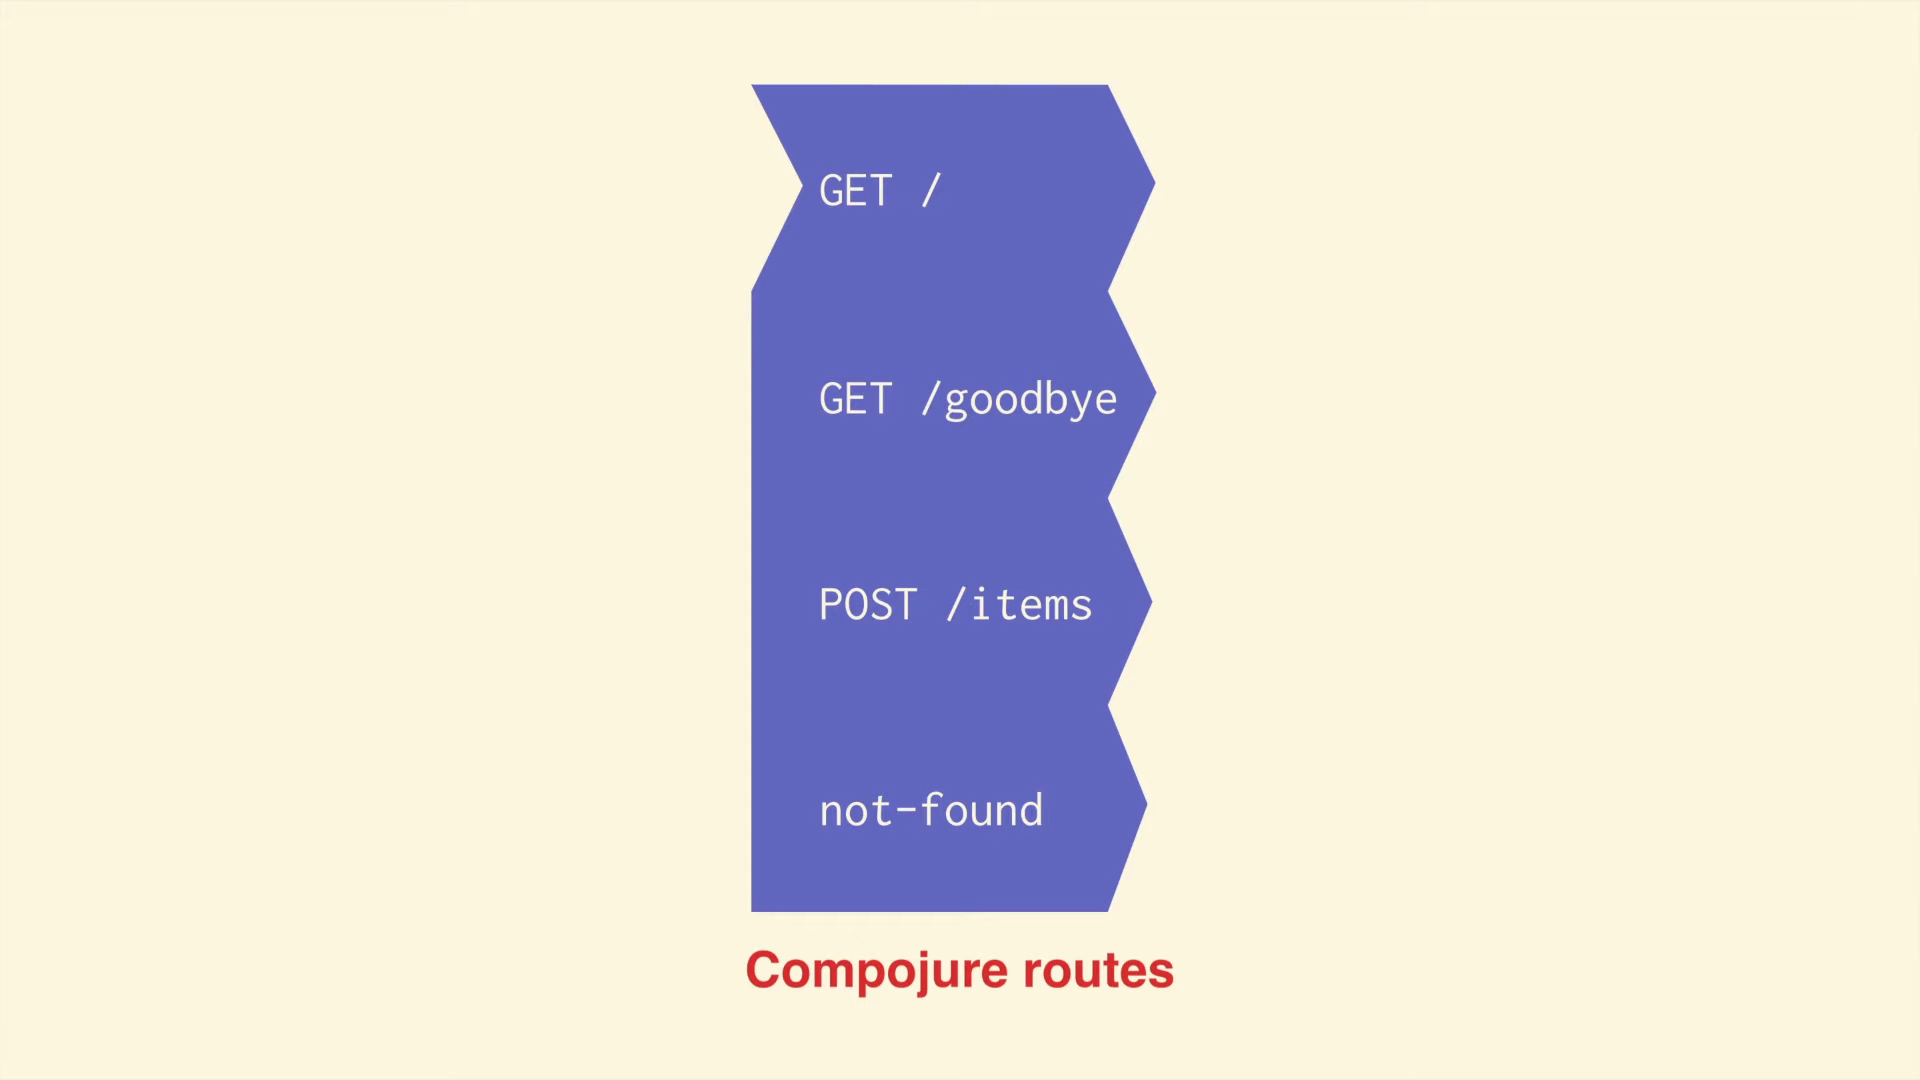 GET /
GET /goodbye
POST /items
not-found
Compojure routes